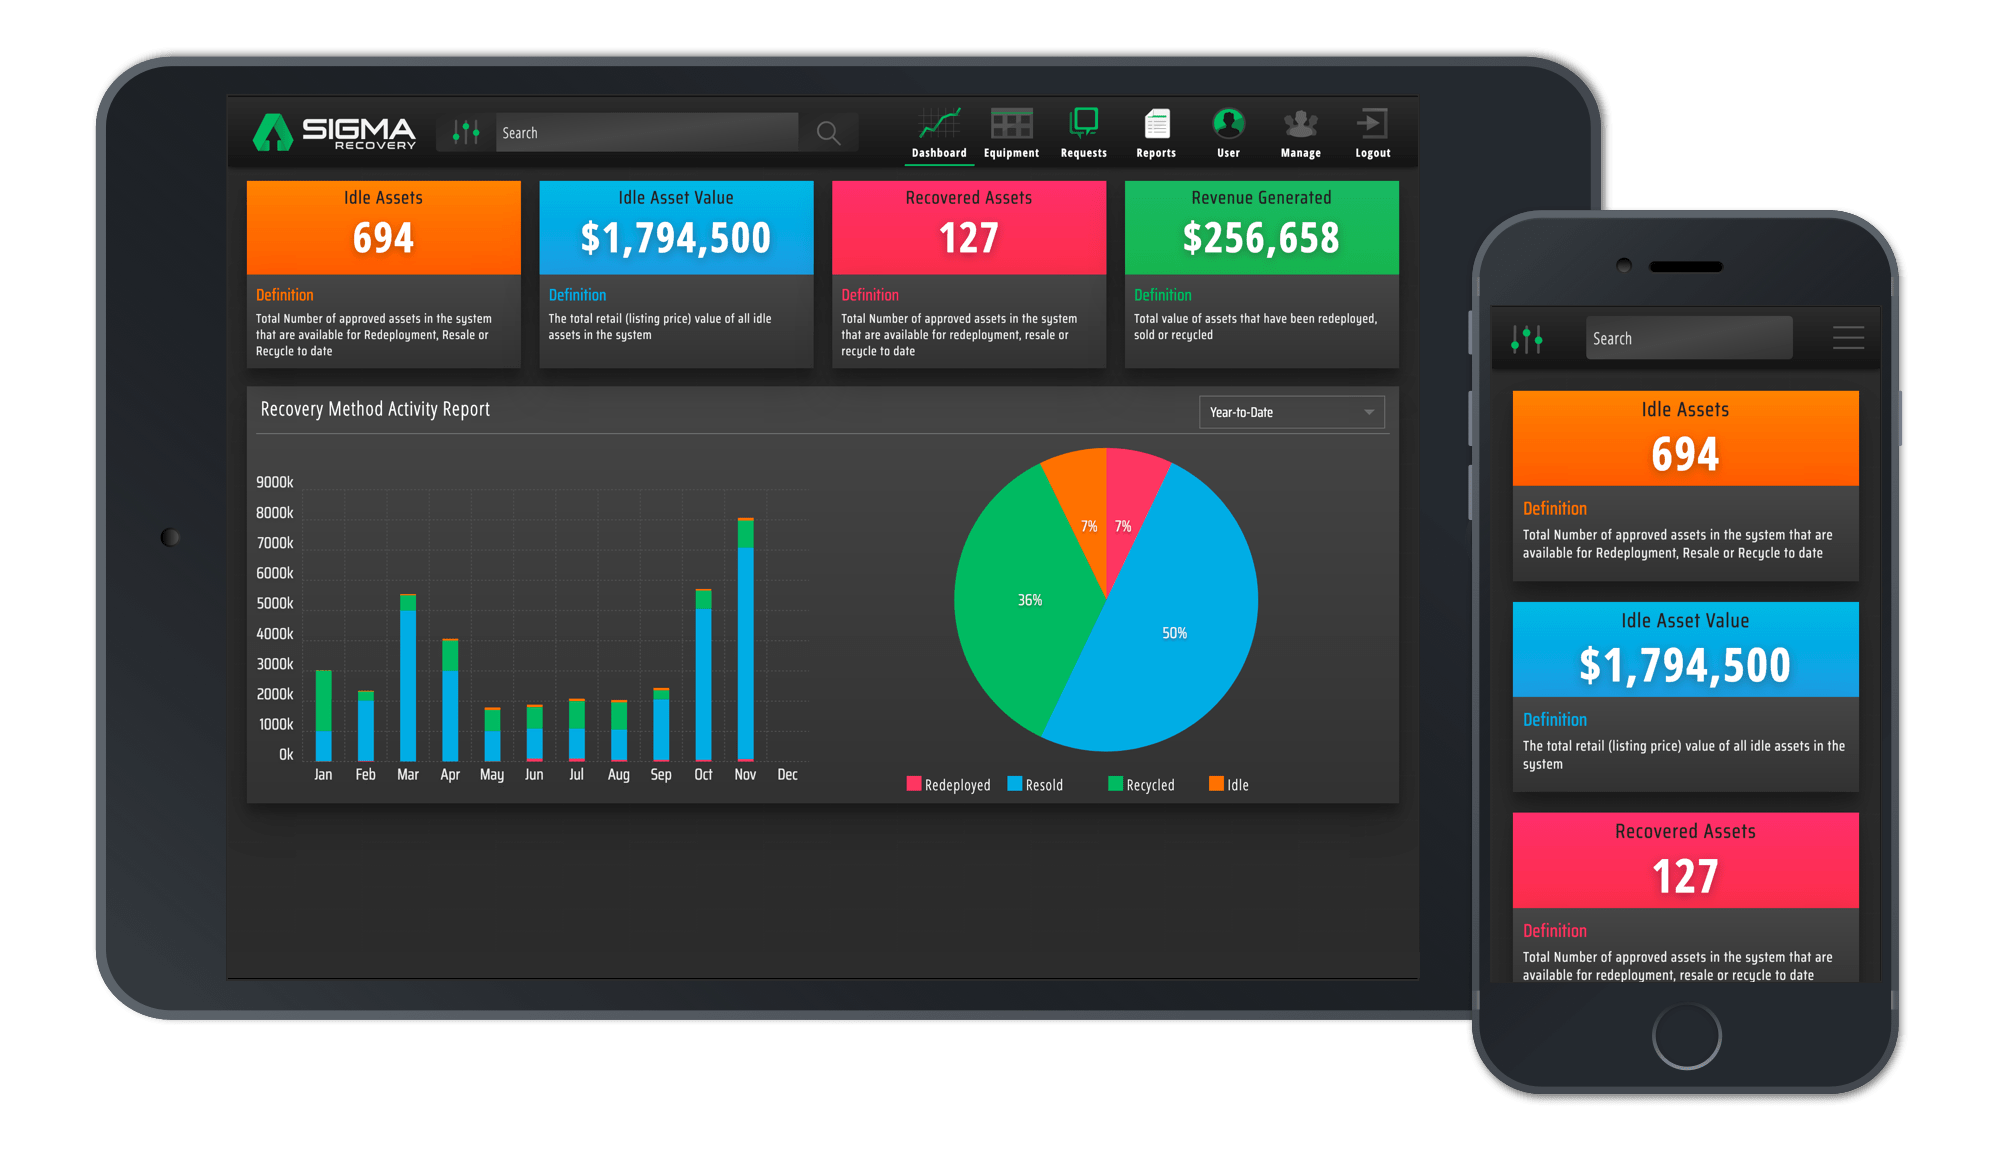 SIGMA
RECOVERY
Search
Dashboard
Equipment
Requests
Reports
User
Manage
Logout
Idle Assets
694
Definition
Total Number of approved assets in the system
that are available for Redeployment, Resale or
Recycle to date
Idle Asset Value
$1,794,500
Definition
The total retail (listing price) value of all idle
assets in the system
Recovered Assets
127
Definition
Total Number of approved assets in the system
that are available for redeployment, resale or
recycle to date
Revenue Generated
$256,658
Definition
Total value of assets that have been redeployed,
sold or recycled
Recovery Method Activity Report
Year-to-Date
9000k
8000k
7000k
6000k
5000k
4000k
3000k
2000k
1000k
0k
Jan Feb Mar Apr May Jun Jul Aug Sep Oct Nov Dec
7%
7%
36%
50%
Redeployed
Resold
Recycled
Idle
Search
Idle Assets
694
Definition
Total Number of approved assets in the system that are
available for Redeployment, Resale or Recycle to date
Idle Asset Value
$1,794,500
Definition
The total retail (listing price) value of all idle assets in the
system
Recovered Assets
127
Definition
Total Number of approved assets in the system that are
available for redeployment, resale or recycle to date